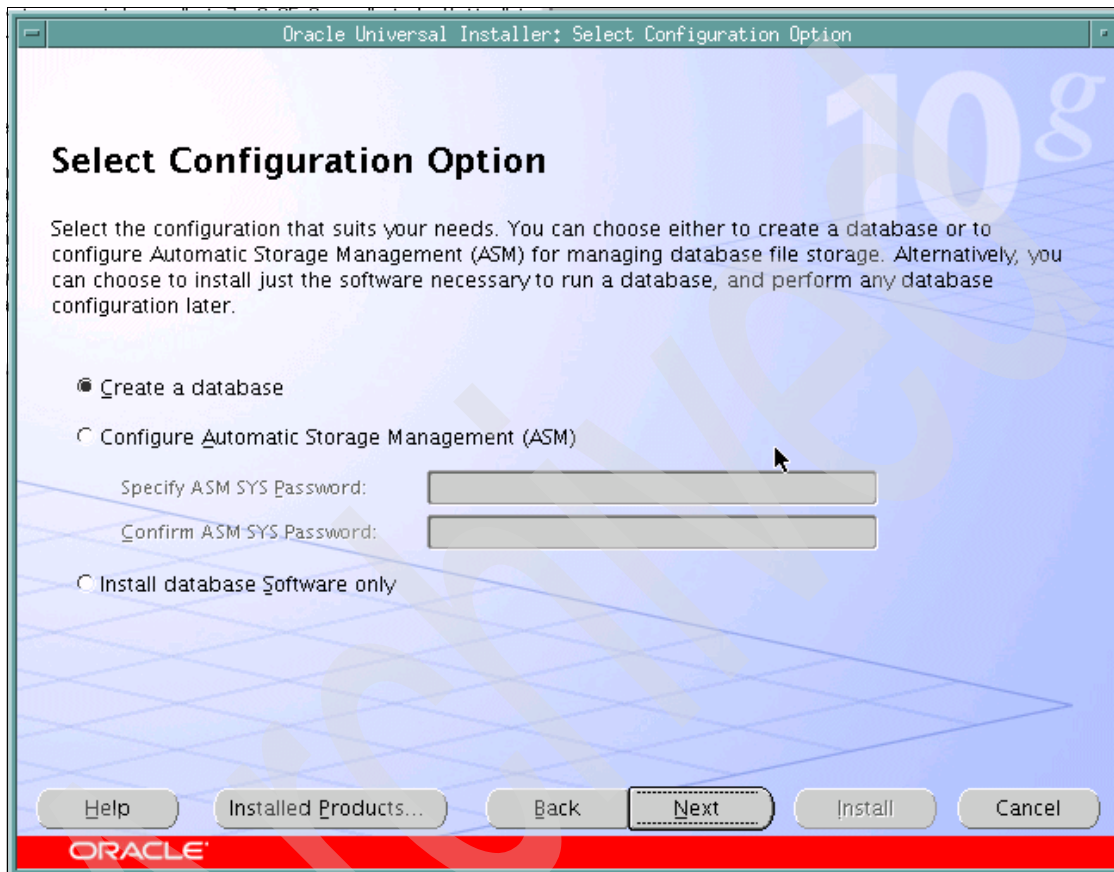 Oracle Universal Installer: Select Configuration Option
10g
Select Configuration Option
Select the configuration that suits your needs. You can choose either to create a database or to
configure Automatic Storage Management (ASM) for managing database file storage. Alternatively, you
can choose to install just the software necessary to run a database, and perform any database
configuration later.
Create a database
Configure Automatic Storage Management (ASM)
Specify ASM SYS Password:
Confirm ASM SYS Password:
Install database Software only
Help Installed Products... Back Next Install Cancel
ORACLE